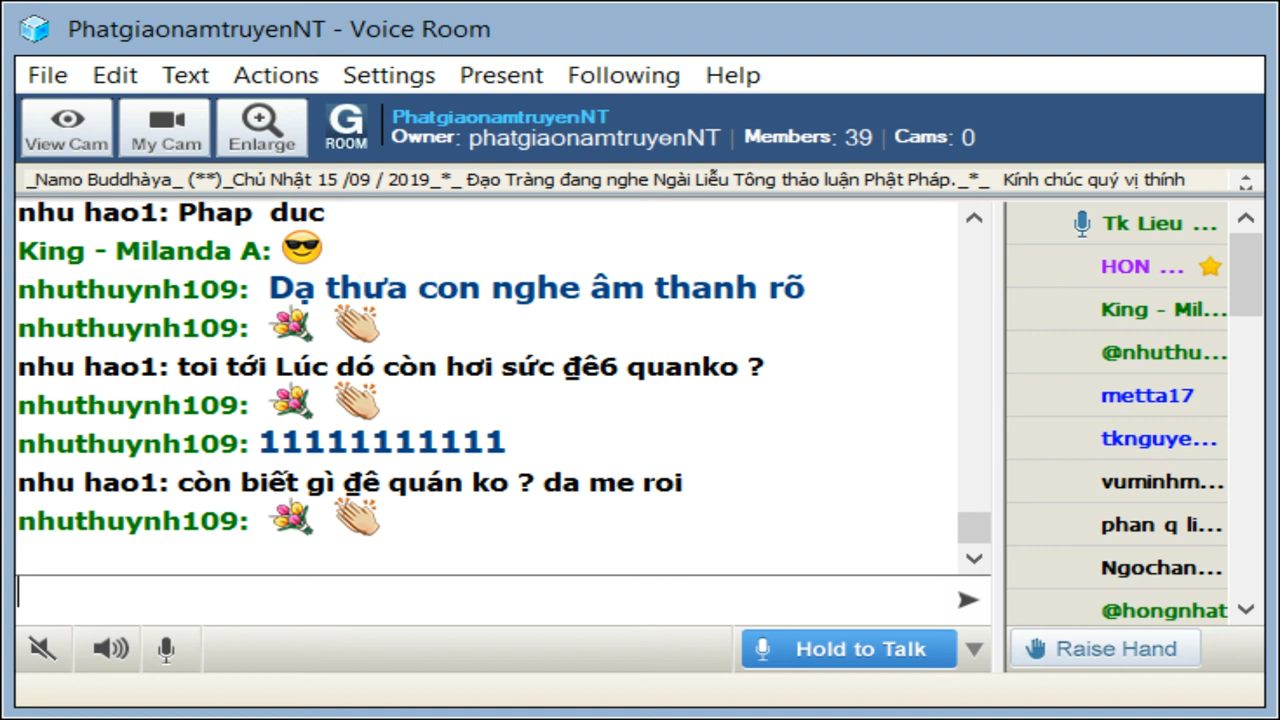 PhatgiaonamtruyenNT - Voice Room
File Edit Text Actions Settings Present Following Help
View Cam My Cam Enlarge
G ROOM
PhatgiaonamtruyenNT
Owner: phatgiaonamtruyenNT | Members: 39 | Cams: 0
_Namo Buddhàya_ (**)_Chủ Nhật 15 /09 / 2019_*_ Đạo Tràng đang nghe Ngài Liễu Tông thảo luận Phật Pháp._*_ Kính chúc quý vị thính
nhu hao1: Phap duc
King - Milanda A: 😎
nhuthuynh109: Dạ thưa con nghe âm thanh rõ
nhuthuynh109: 💐 👏
nhu hao1: toi tới Lúc dó còn hơi sức ₫ê6 quanko ?
nhuthuynh109: 💐 👏
nhuthuynh109: 11111111111
nhu hao1: còn biết gì ₫ê quán ko ? da me roi
nhuthuynh109: 💐 👏
Tk Lieu ...
HON ...
King - Mil...
@nhuthu...
metta17
tknguye...
vuminhm...
phan q li...
Ngochan...
@hongnhat
Hold to Talk
Raise Hand